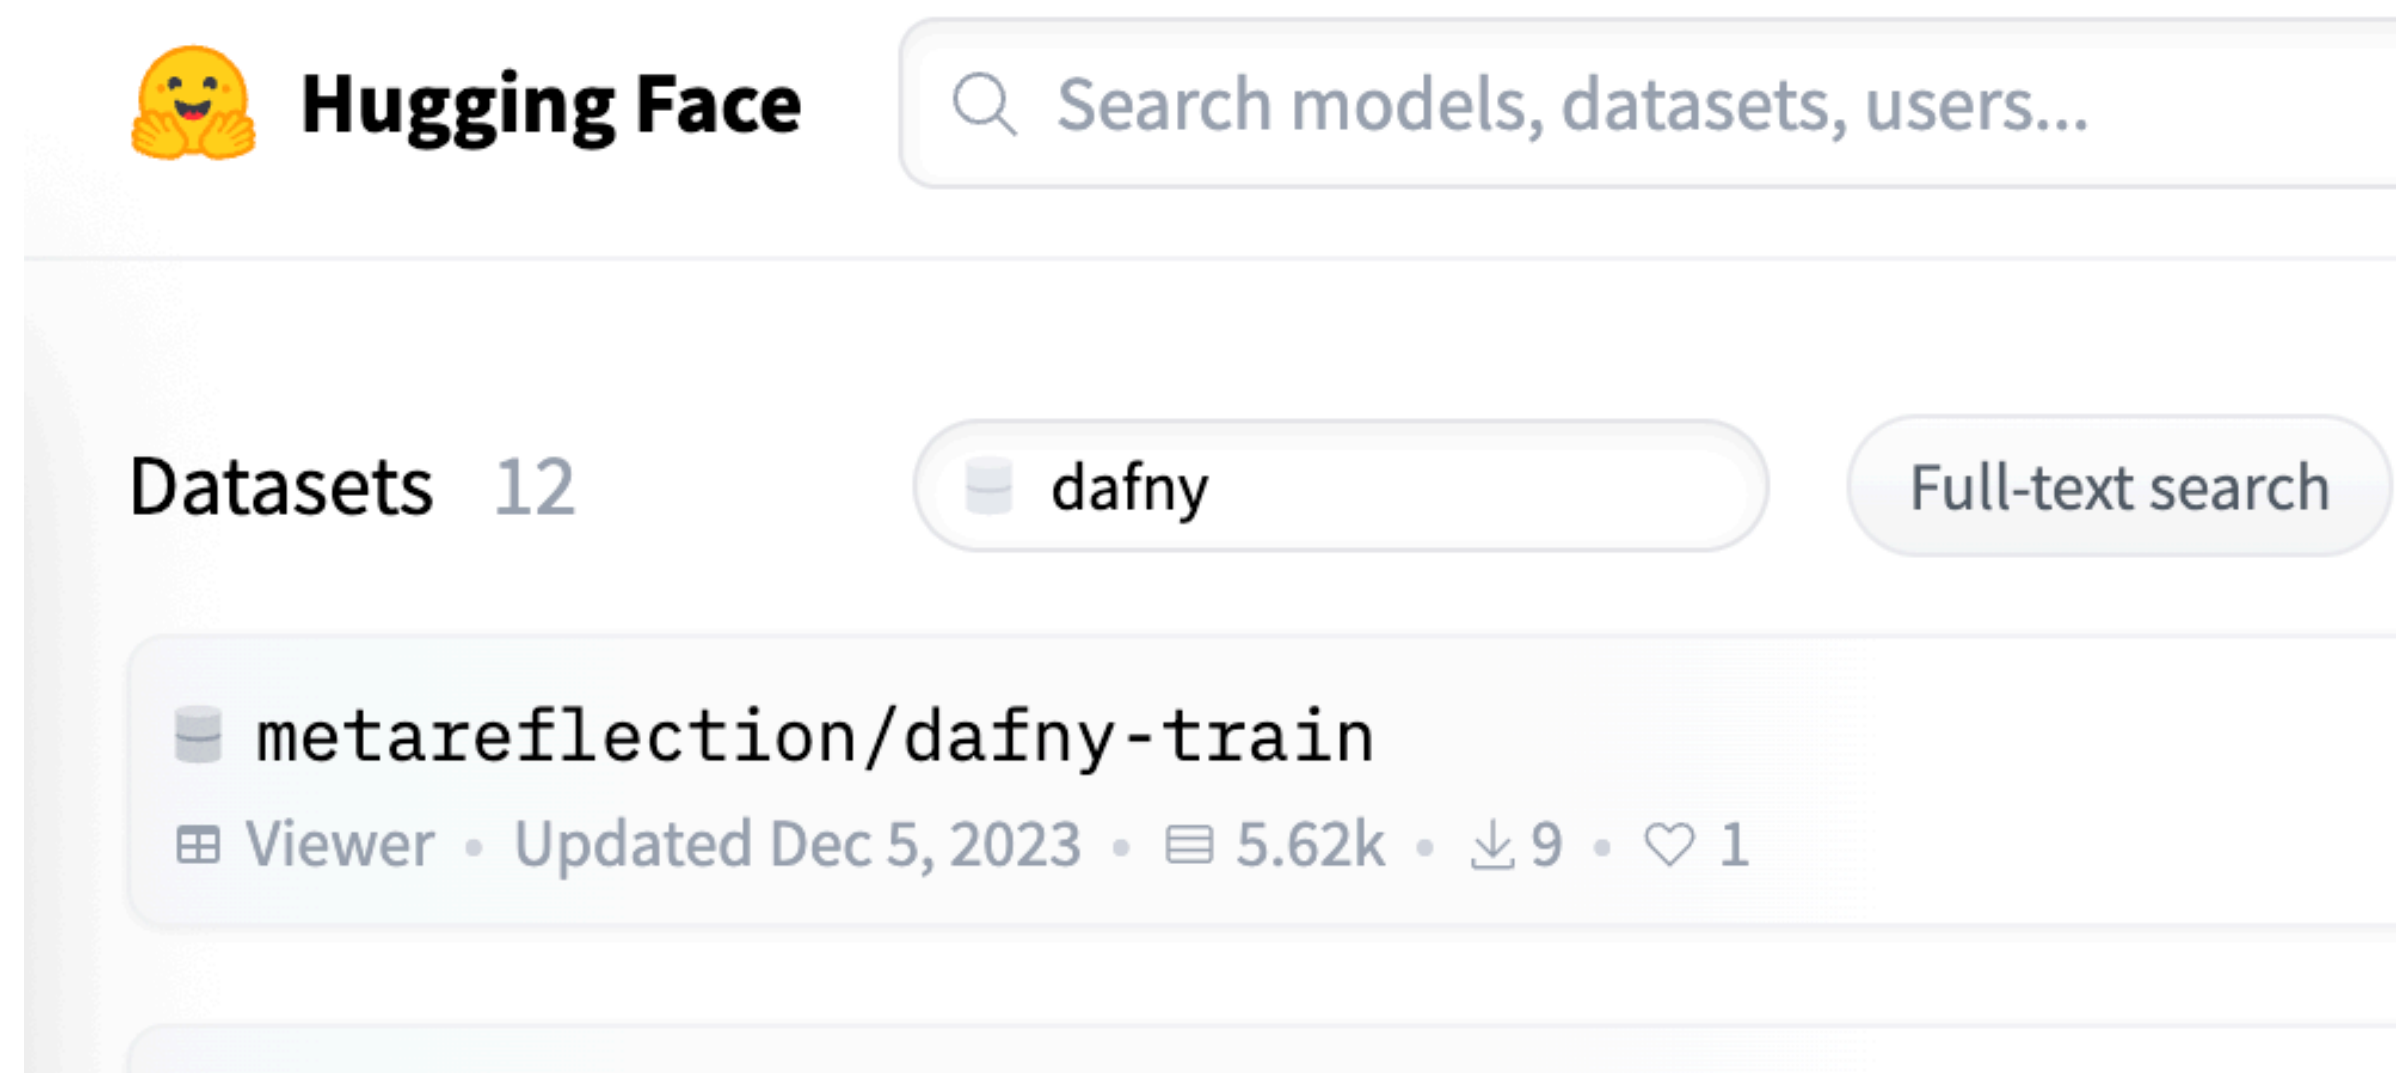 Hugging Face
Search models, datasets, users...
Datasets 12
dafny
Full-text search
metareflection/dafny-train
Viewer • Updated Dec 5, 2023 • 5.62k • 9 • 1